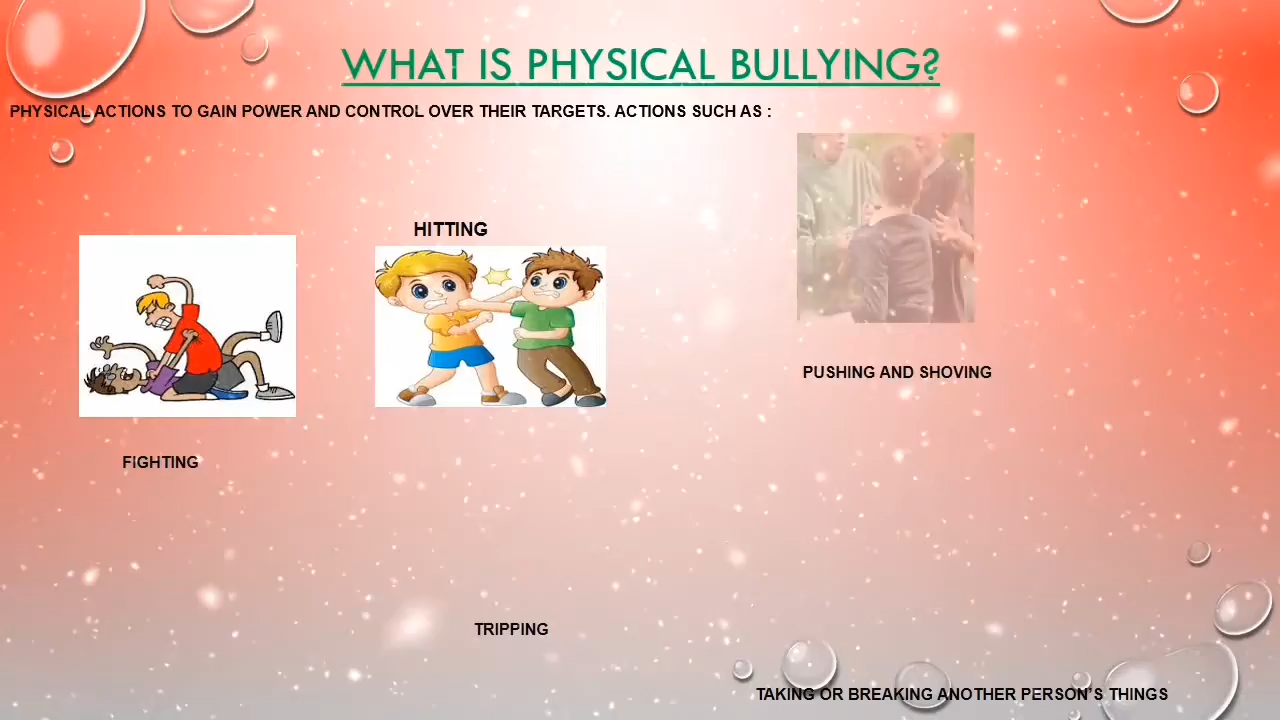 WHAT IS PHYSICAL BULLYING?
PHYSICAL ACTIONS TO GAIN POWER AND CONTROL OVER THEIR TARGETS. ACTIONS SUCH AS :
HITTING
PUSHING AND SHOVING
FIGHTING
TRIPPING
TAKING OR BREAKING ANOTHER PERSON'S THINGS